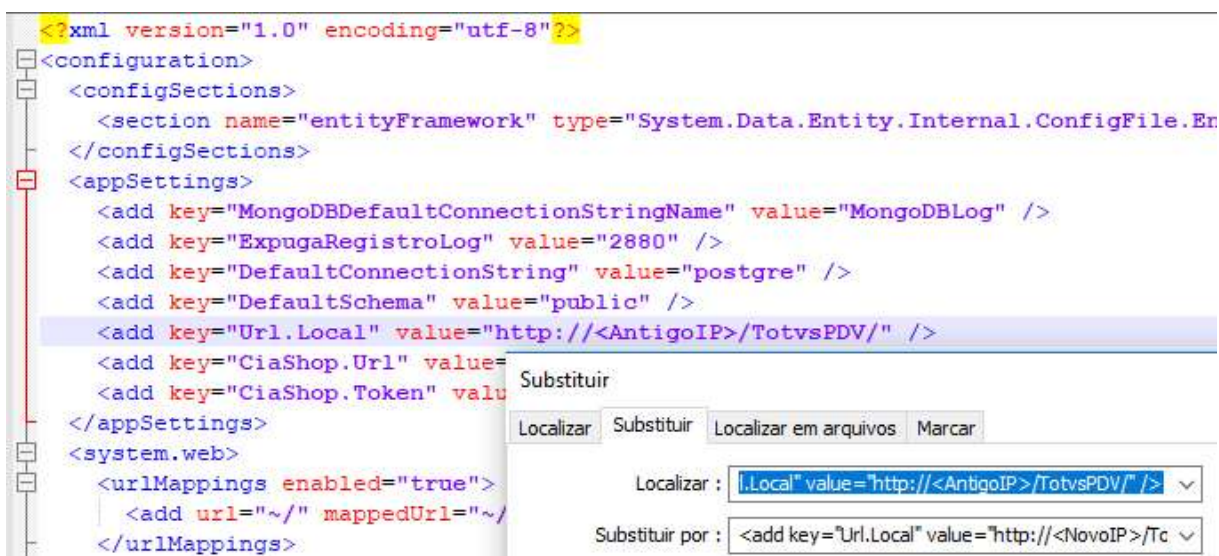 <?xml version="1.0" encoding="utf-8"?>
<configuration>
<configSections>
<section name="entityFramework" type="System.Data.Entity.Internal.ConfigFile.En
</configSections>
<appSettings>
<add key="MongoDBDefaultConnectionStringName" value="MongoDBLog" />
<add key="ExpugaRegistroLog" value="2880" />
<add key="DefaultConnectionString" value="postgre" />
<add key="DefaultSchema" value="public" />
<add key="Url.Local" value="http://<AntigoIP>/TotvsPDV/" />
<add key="CiaShop.Url" value=
<add key="CiaShop.Token" valu
</appSettings>
<system.web>
<urlMappings enabled="true">
<add url="~/" mappedUrl="~/
</urlMappings>
Substituir
Localizar Substituir Localizar em arquivos Marcar
Localizar : l.Local" value="http://<AntigoIP>/TotvsPDV/" />
Substituir por : <add key="Url.Local" value="http://<NovoIP>/To